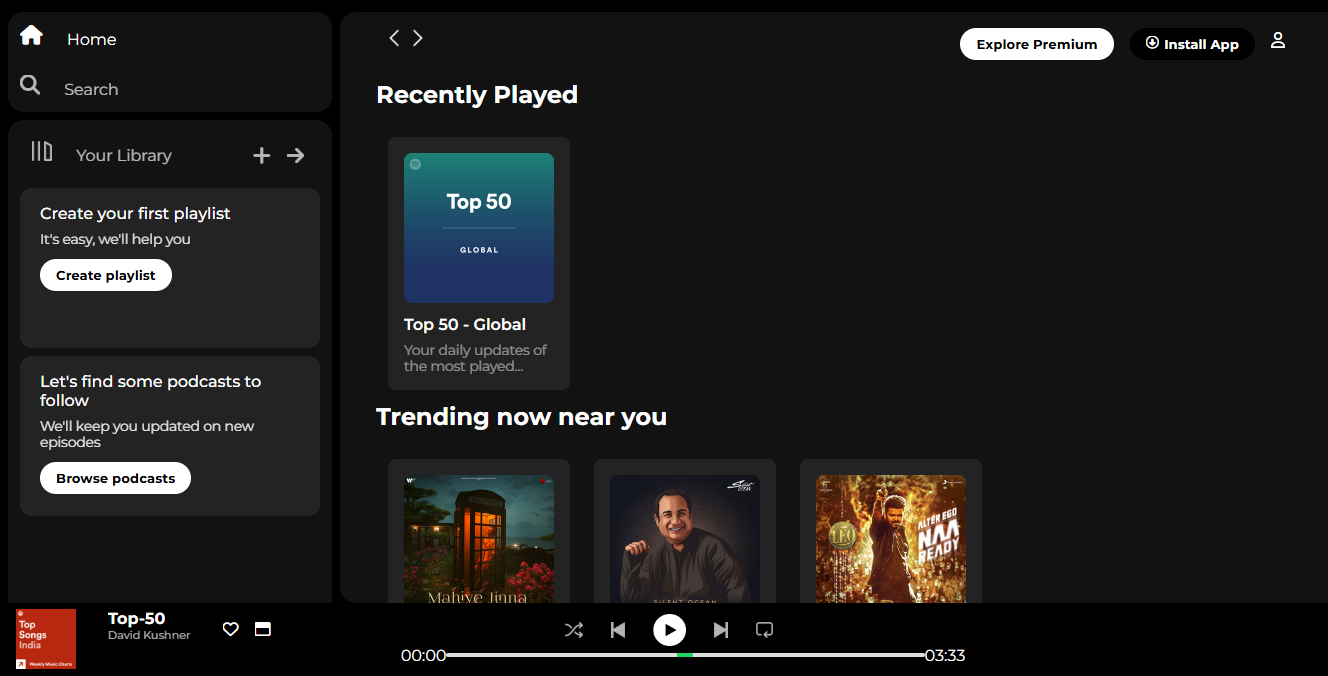 Home
Search
Your Library
Create your first playlist
It's easy, we'll help you
Create playlist
Let's find some podcasts to
follow
We'll keep you updated on new
episodes
Browse podcasts
Explore Premium
Install App
Recently Played
Top 50
GLOBAL
Top 50 - Global
Your daily updates of
the most played...
Trending now near you
Mahiye Jinna
SILENT OCEAN
ALTER EGO
NAA
READY
LEO
Top
Songs
India
Weekly Music Charts
Top-50
David Kushner
00:00
03:33